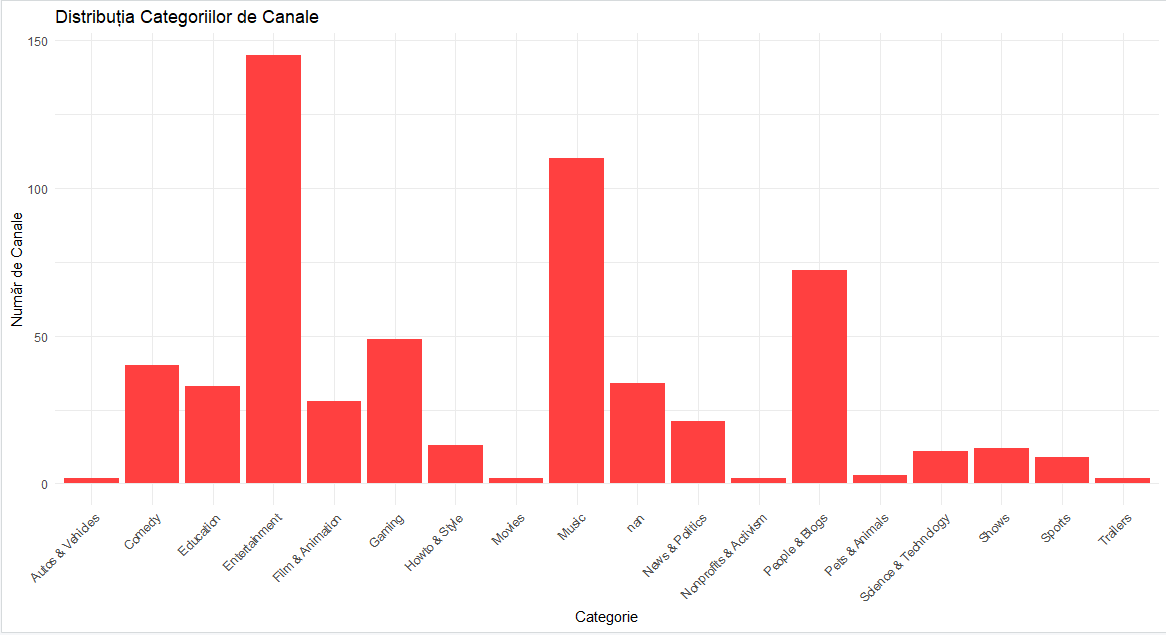 Distribuția Categoriilor de Canale
150
100
50
0
Număr de Canale
Autos & Vehicles
Comedy
Education
Entertainment
Film & Animation
Gaming
Howto & Style
Movies
Music
nan
News & Politics
Nonprofits & Activism
People & Blogs
Pets & Animals
Science & Technology
Shows
Sports
Trailers
Categorie